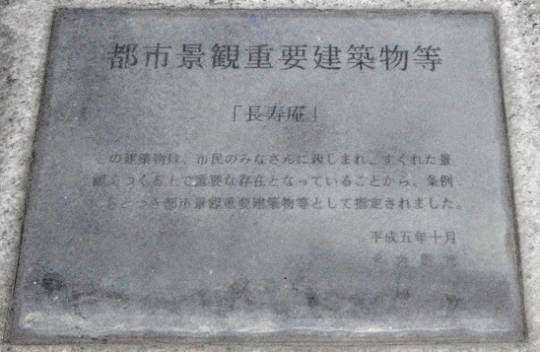 都市景観重要建築物等
「長寿庵」
この建築物は、市民のみなさんに親しまれ、すぐれた景
観をつくる上で重要な存在となっていることから、条例
にもとづき都市景観重要建築物等として指定されました。
平成五年十月